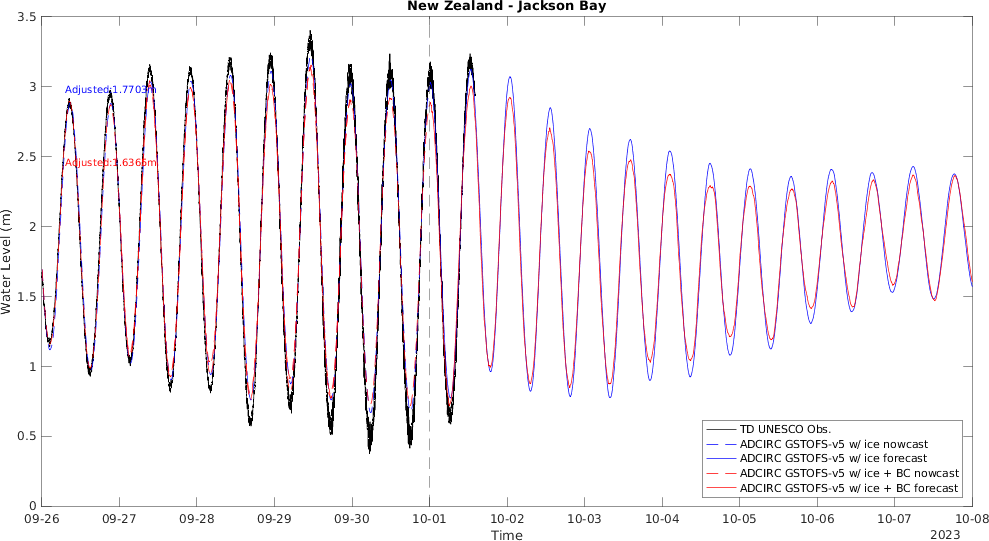 New Zealand - Jackson Bay
3.5
3
2.5
2
1.5
1
0.5
0
Water Level (m)
Adjusted:1.7703m
Adjusted:1.6365m
TD UNESCO Obs.
ADCIRC GSTOFS-v5 w/ ice nowcast
ADCIRC GSTOFS-v5 w/ ice forecast
ADCIRC GSTOFS-v5 w/ ice + BC nowcast
ADCIRC GSTOFS-v5 w/ ice + BC forecast
09-26 09-27 09-28 09-29 09-30 10-01 10-02 10-03 10-04 10-05 10-06 10-07 10-08
Time
2023